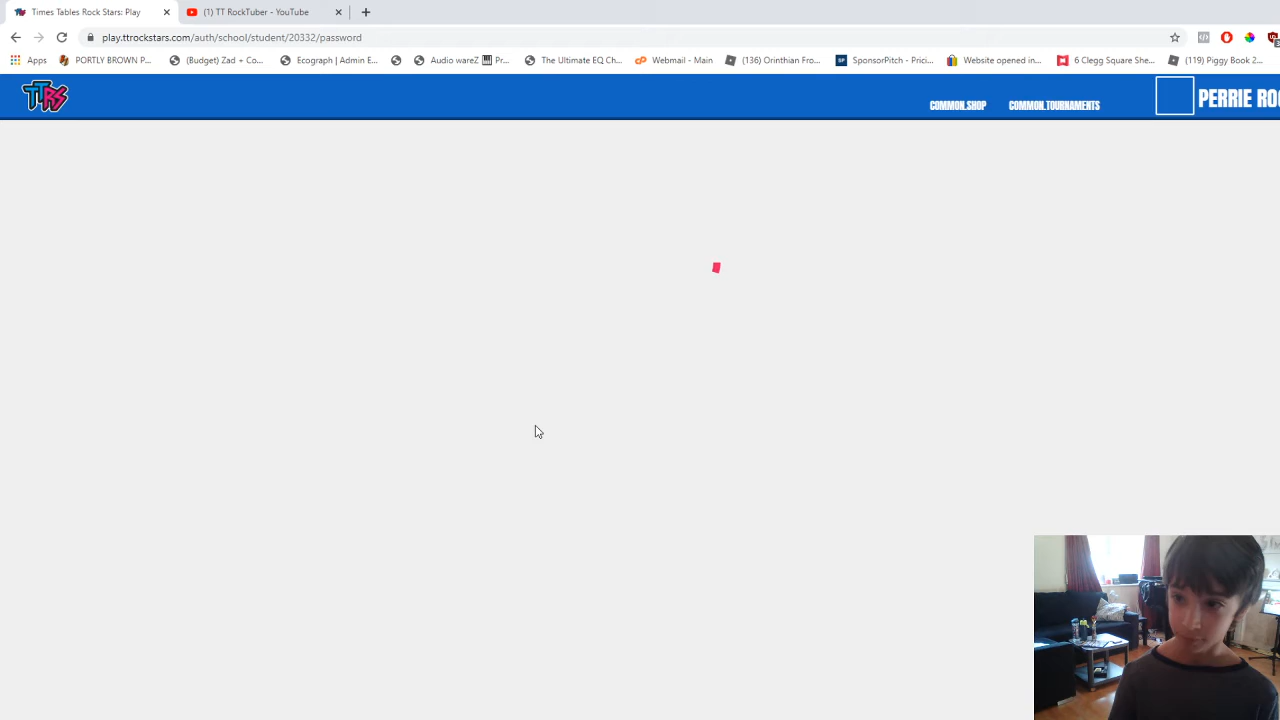 Times Tables Rock Stars: Play
(1) TT RockTuber - YouTube
play.ttrockstars.com/auth/school/student/20332/password
Apps
PORTLY BROWN P...
(Budget) Zad + Co...
Ecograph | Admin E...
Audio wareZ
Pr...
The Ultimate EQ Ch...
Webmail - Main
(136) Orinthian Fro...
SponsorPitch - Prici...
Website opened in...
6 Clegg Square She...
(119) Piggy Book 2...
TTRS
COMMON.SHOP
COMMON.TOURNAMENTS
PERRIE RO